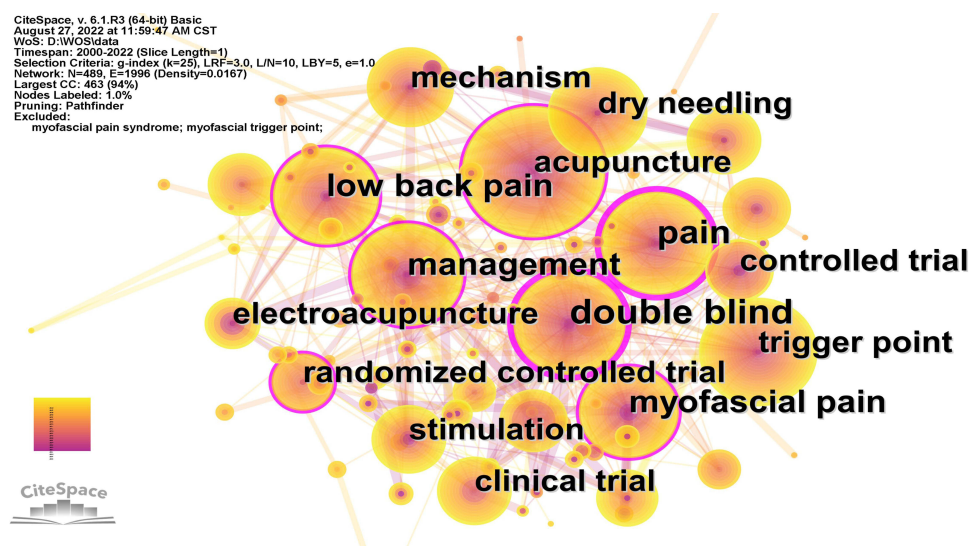 CiteSpace, v. 6.1.R3 (64-bit) Basic
August 27, 2022 at 11:59:47 AM CST
WoS: D:\WOS\data
Timespan: 2000-2022 (Slice Length=1)
Selection Criteria: g-index (k=25), LRF=3.0, L/N=10, LBY=5, e=1.0
Network: N=489, E=1996 (Density=0.0167)
Largest CC: 463 (94%)
Nodes Labeled: 1.0%
Pruning: Pathfinder
Excluded:
myofascial pain syndrome; myofascial trigger point;
mechanism
dry needling
acupuncture
low back pain
pain
management
controlled trial
electroacupuncture
double blind
trigger point
randomized controlled trial
myofascial pain
stimulation
clinical trial
CiteSpace